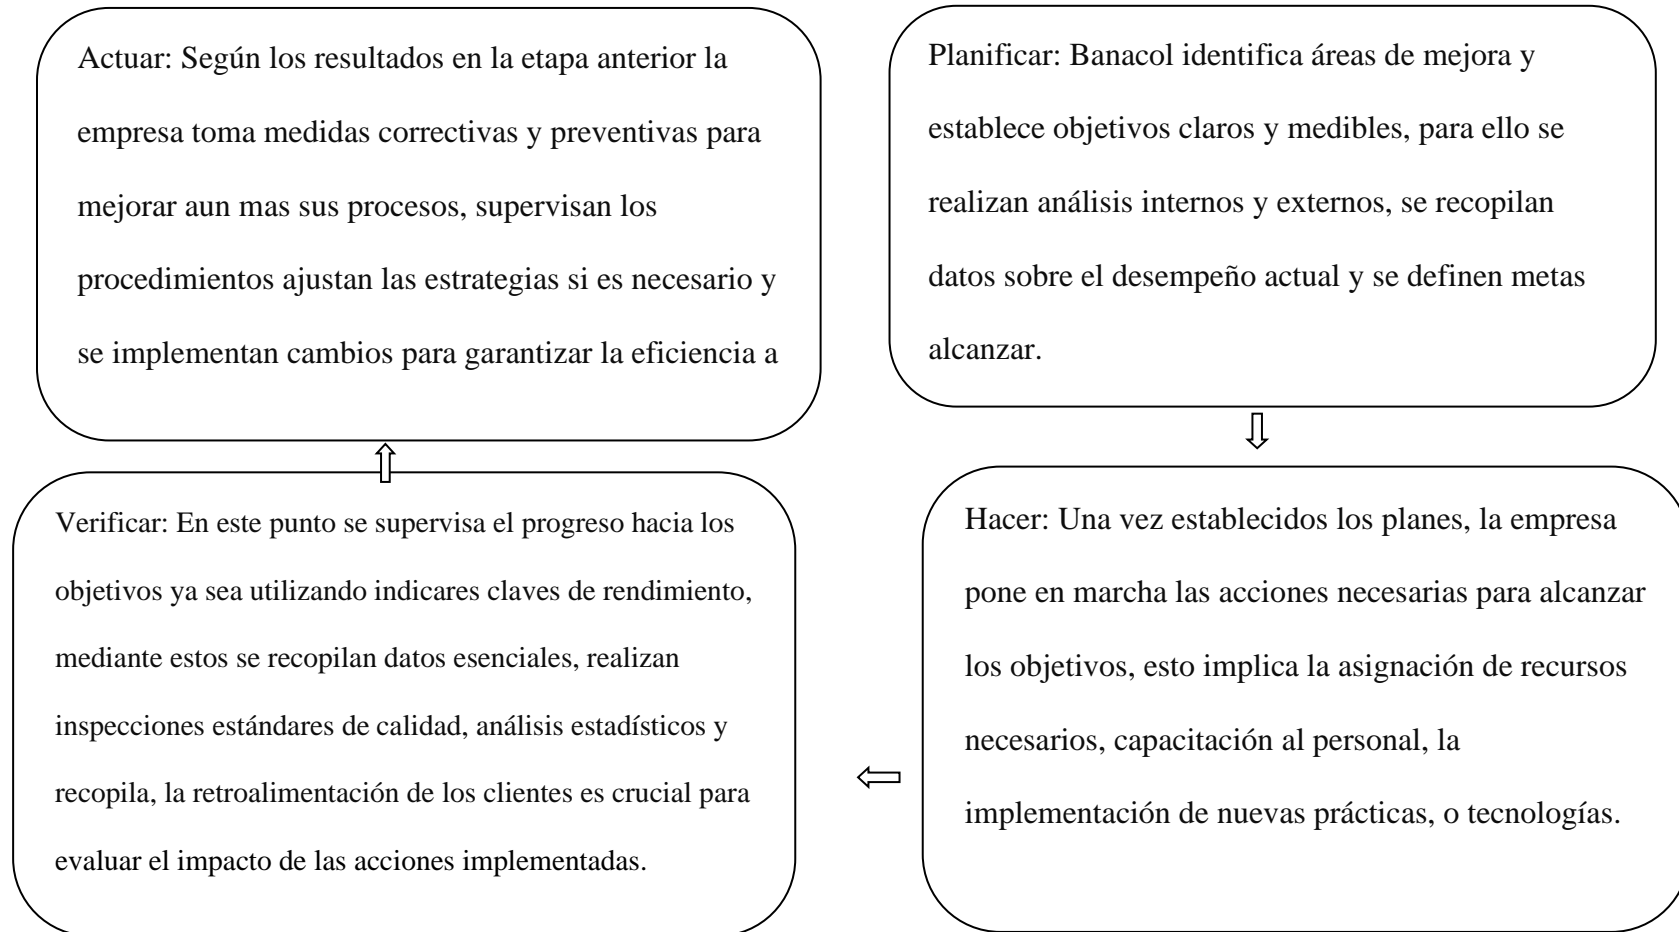 Actuar: Según los resultados en la etapa anterior la
empresa toma medidas correctivas y preventivas para
mejorar aun mas sus procesos, supervisan los
procedimientos ajustan las estrategias si es necesario y
se implementan cambios para garantizar la eficiencia a
Planificar: Banacol identifica áreas de mejora y
establece objetivos claros y medibles, para ello se
realizan análisis internos y externos, se recopilan
datos sobre el desempeño actual y se definen metas
alcanzar.
Verificar: En este punto se supervisa el progreso hacia los
objetivos ya sea utilizando indicares claves de rendimiento,
mediante estos se recopilan datos esenciales, realizan
inspecciones estándares de calidad, análisis estadísticos y
recopila, la retroalimentación de los clientes es crucial para
evaluar el impacto de las acciones implementadas.
Hacer: Una vez establecidos los planes, la empresa
pone en marcha las acciones necesarias para alcanzar
los objetivos, esto implica la asignación de recursos
necesarios, capacitación al personal, la
implementación de nuevas prácticas, o tecnologías.